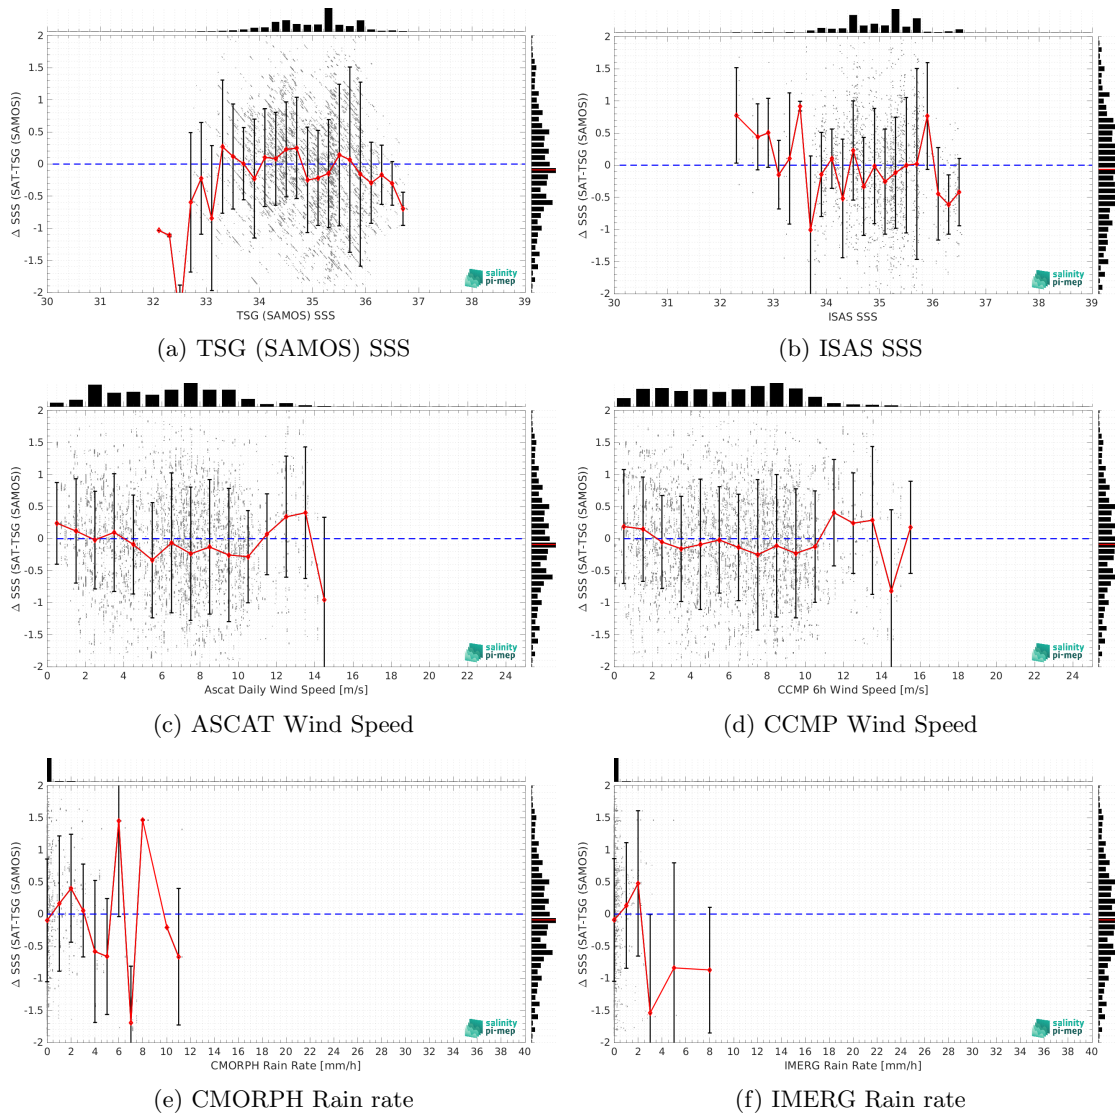 2
1.5
1
0.5
0
-0.5
-1
-1.5
-2
Δ SSS (SAT-TSG (SAMOS))
30 31 32 33 34 35 36 37 38 39
TSG (SAMOS) SSS
salinity
pi-mep
(a) TSG (SAMOS) SSS
2
1.5
1
0.5
0
-0.5
-1
-1.5
-2
Δ SSS (SAT-TSG (SAMOS))
30 31 32 33 34 35 36 37 38 39
ISAS SSS
salinity
pi-mep
(b) ISAS SSS
2
1.5
1
0.5
0
-0.5
-1
-1.5
-2
Δ SSS (SAT-TSG (SAMOS))
0 2 4 6 8 10 12 14 16 18 20 22 24
Ascat Daily Wind Speed [m/s]
salinity
pi-mep
(c) ASCAT Wind Speed
2
1.5
1
0.5
0
-0.5
-1
-1.5
-2
Δ SSS (SAT-TSG (SAMOS))
0 2 4 6 8 10 12 14 16 18 20 22 24
CCMP 6h Wind Speed [m/s]
salinity
pi-mep
(d) CCMP Wind Speed
2
1.5
1
0.5
0
-0.5
-1
-1.5
-2
Δ SSS (SAT-TSG (SAMOS))
0 2 4 6 8 10 12 14 16 18 20 22 24 26 28 30 32 34 36 38 40
CMORPH Rain Rate [mm/h]
salinity
pi-mep
(e) CMORPH Rain rate
2
1.5
1
0.5
0
-0.5
-1
-1.5
-2
Δ SSS (SAT-TSG (SAMOS))
0 2 4 6 8 10 12 14 16 18 20 22 24 26 28 30 32 34 36 38 40
IMERG Rain Rate [mm/h]
salinity
pi-mep
(f) IMERG Rain rate